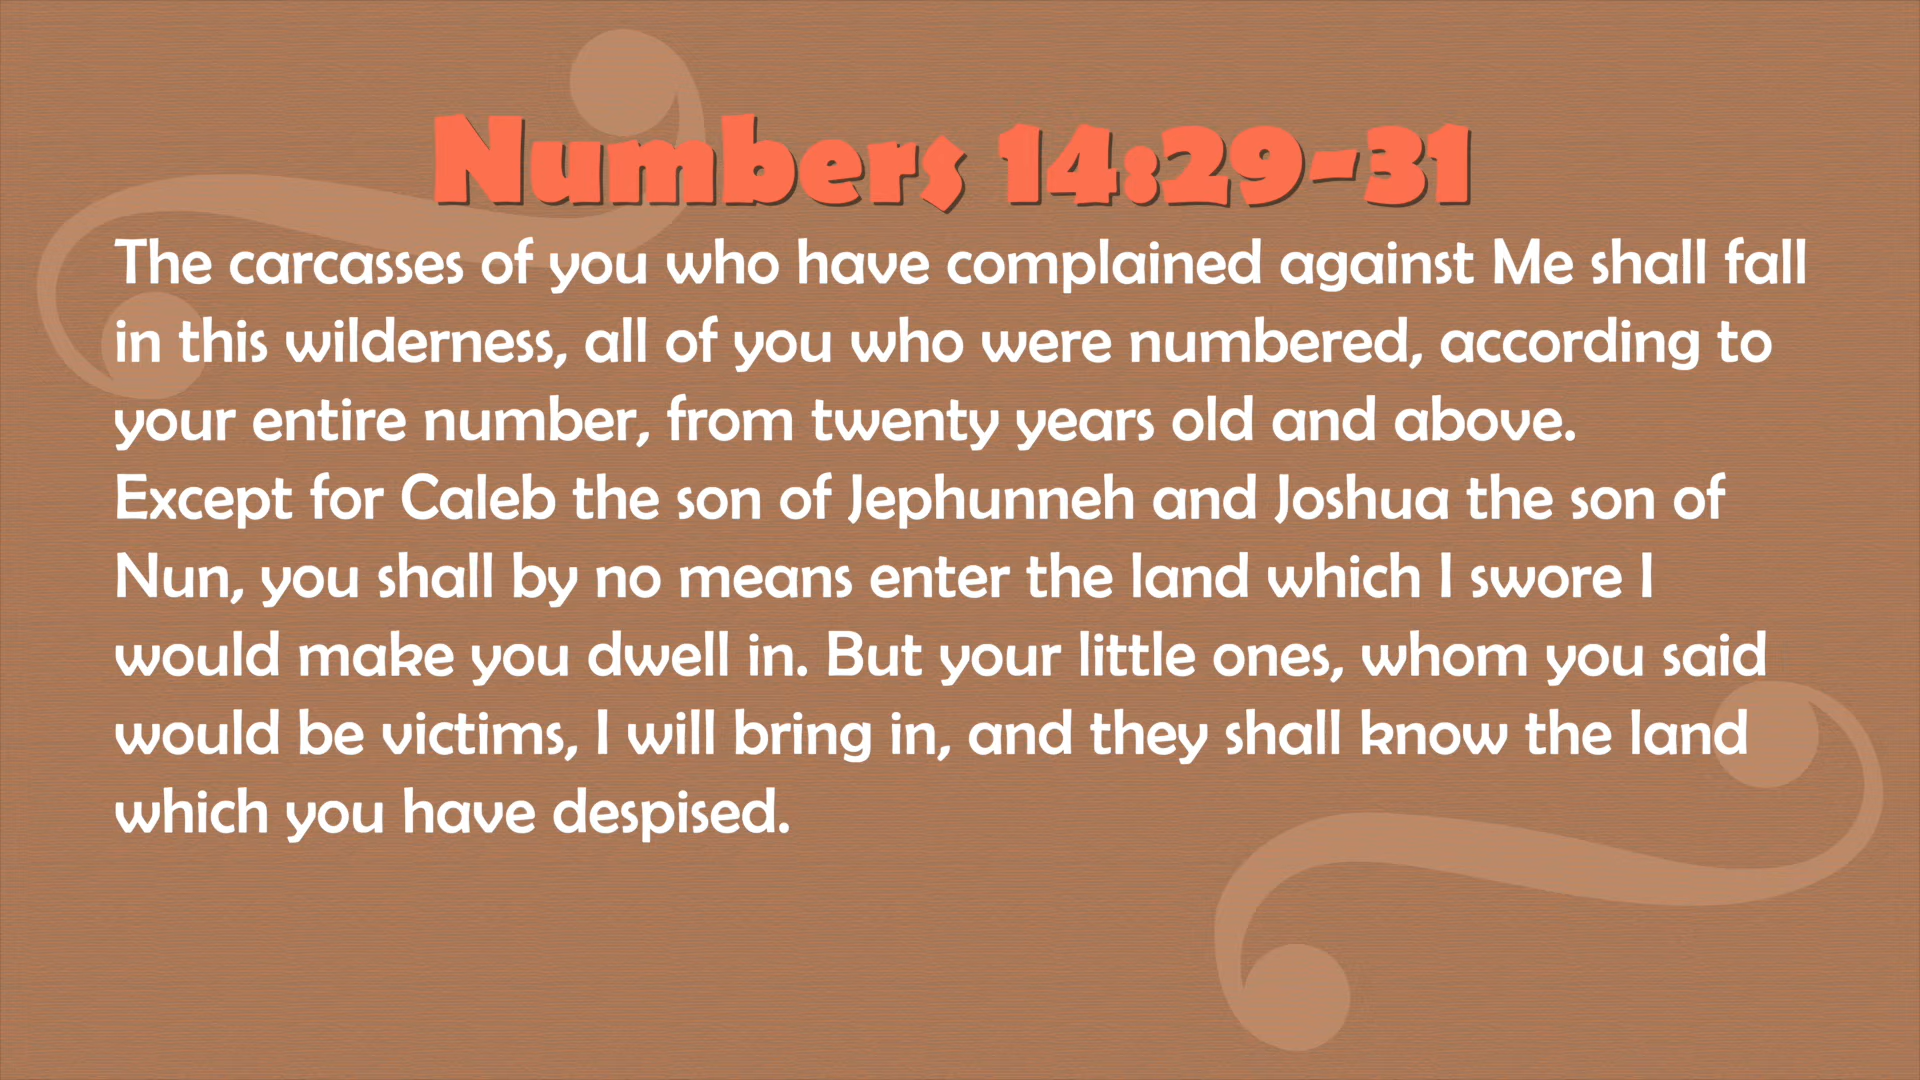 Numbers 14:29-31
The carcasses of you who have complained against Me shall fall
in this wilderness, all of you who were numbered, according to
your entire number, from twenty years old and above.
Except for Caleb the son of Jephunneh and Joshua the son of
Nun, you shall by no means enter the land which I swore I
would make you dwell in. But your little ones, whom you said
would be victims, I will bring in, and they shall know the land
which you have despised.